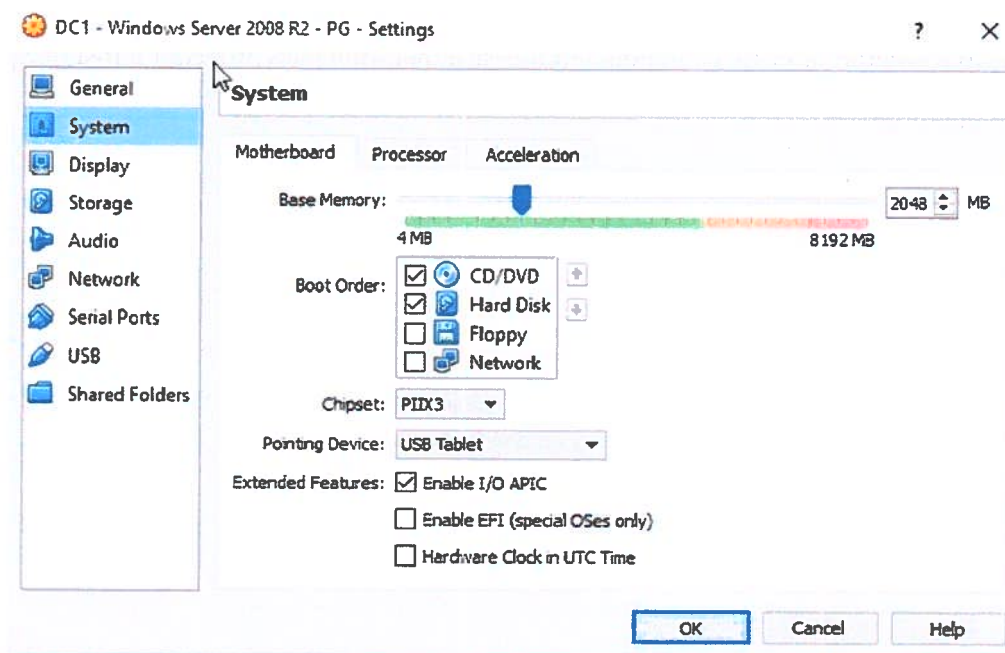 DC1 - Windows Server 2008 R2 - PG - Settings
? ×
General
System
Display
Storage
Audio
Network
Serial Ports
USB
Shared Folders
System
Motherboard Processor Acceleration
Base Memory: 2048 MB
4 MB 8192 MB
Boot Order: CD/DVD
Hard Disk
Floppy
Network
Chipset: PIIX3
Pointing Device: USB Tablet
Extended Features: Enable I/O APIC
Enable EFI (special OSes only)
Hardware Clock in UTC Time
OK Cancel Help